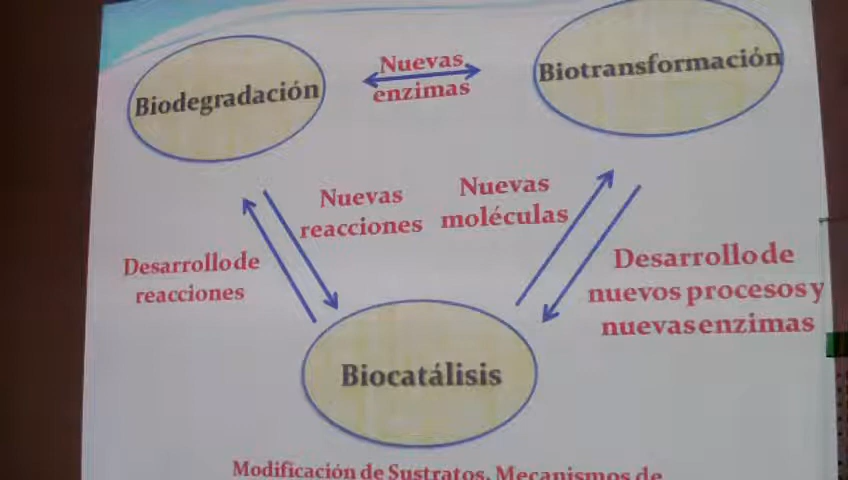 Biodegradación
Nuevas
enzimas
Biotransformación
Nuevas
reacciones
Nuevas
moléculas
Desarrollo de
reacciones
Desarrollo de
nuevos procesos y
nuevas enzimas
Biocatálisis
Modificación de Sustratos, Mecanismos de